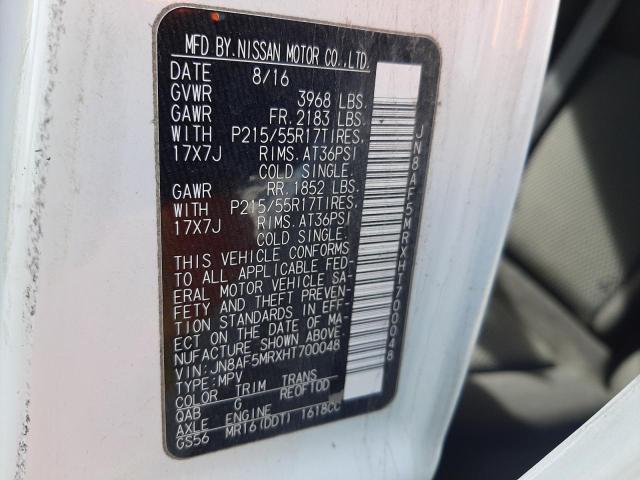 MFD.BY.NISSAN MOTOR CO.,LTD.
DATE 8/16
GVWR 3968 LBS.
GAWR FR. 2183 LBS.
WITH P215/55R17TIRES.
17X7J RIMS. AT36PSI
COLD SINGLE.
GAWR RR. 1852 LBS.
WITH P215/55R17TIRES.
17X7J RIMS. AT36PSI
COLD SINGLE.
THIS VEHICLE CONFORMS
TO ALL APPLICABLE FED-
ERAL MOTOR VEHICLE SA-
FETY AND THEFT PREVEN-
TION STANDARDS IN EFF-
ECT ON THE DATE OF MA-
NUFACTURE SHOWN ABOVE.
VIN:JN8AF5MRXHT700048
TYPE:MPV
COLOR TRIM TRANS
QAB G RE0F10D
AXLE ENGINE
GS56 MR16(DDT) 1618CC
JN8AF5MRXHT700048